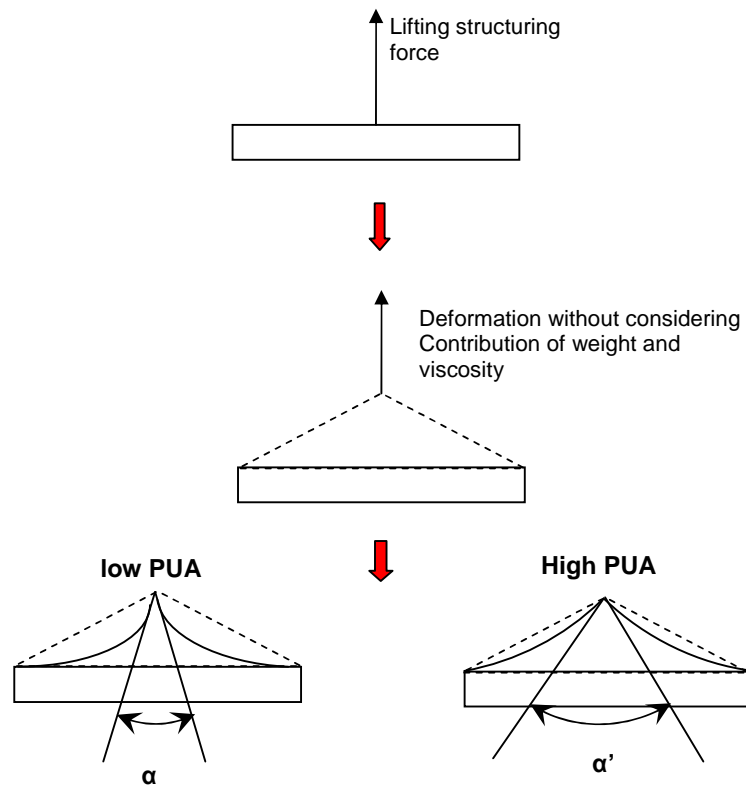 Lifting structuring
force
Deformation without considering
Contribution of weight and
viscosity
low PUA
High PUA
α
α’